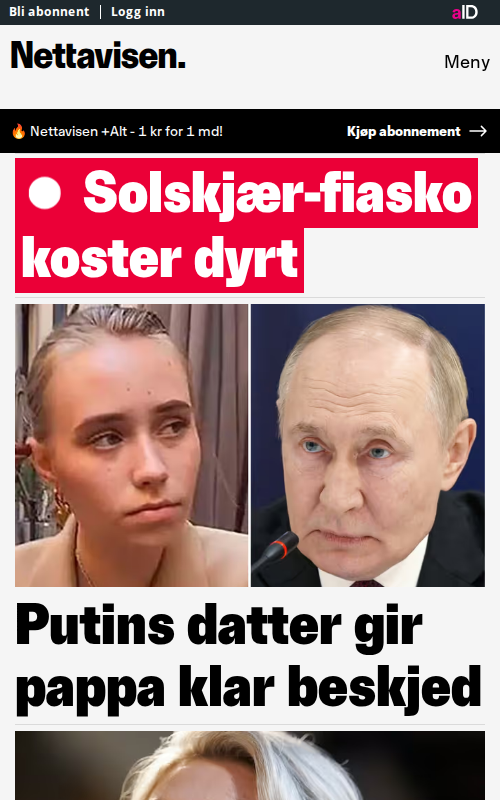 Bli abonnent | Logg inn
aID
Nettavisen.
Meny
🔥 Nettavisen +Alt - 1 kr for 1 md!
Kjøp abonnement →
Solskjær-fiasko
koster dyrt
Putins datter gir
pappa klar beskjed